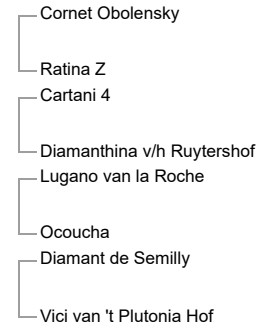 Cornet Obolensky
Ratina Z
Cartani 4
Diamanthina v/h Ruytershof
Lugano van la Roche
Ocoucha
Diamant de Semilly
Vici van 't Plutonia Hof